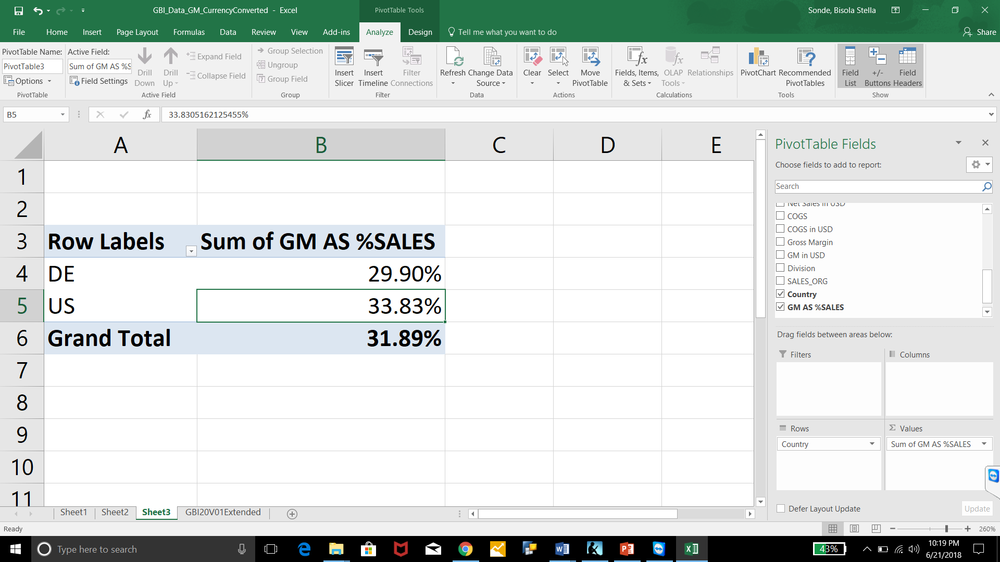 GBI_Data_GM_CurrencyConverted - Excel
PivotTable Tools
Sonde, Bisola Stella
File Home Insert Page Layout Formulas Data Review View Add-ins Analyze Design Tell me what you want to do Share
PivotTable Name:
PivotTable3
Options
PivotTable
Active Field:
Sum of GM AS %S
Field Settings
Drill Down
Drill Up
Expand Field
Collapse Field
Active Field
Group Selection
Ungroup
Group Field
Group
Insert Slicer
Insert Timeline
Filter Connections
Filter
Refresh
Change Data Source
Data
Clear
Select
Move PivotTable
Actions
Fields, Items, & Sets
OLAP Tools
Relationships
Calculations
PivotChart
Recommended PivotTables
Tools
Field List
+/- Buttons
Field Headers
Show
B5
fx
33.8305162125455%
A B C D E
1
2
3 Row Labels Sum of GM AS %SALES
4 DE 29.90%
5 US 33.83%
6 Grand Total 31.89%
7
8
9
10
11
PivotTable Fields
Choose fields to add to report:
Search
Net Sales in USD
COGS
COGS in USD
Gross Margin
GM in USD
Division
SALES_ORG
Country
GM AS %SALES
Drag fields between areas below:
Filters
Columns
Rows
Values
Country
Sum of GM AS %SALES
Defer Layout Update
Update
Sheet1 Sheet2 Sheet3 GBI20V01Extended
Ready
260%
Type here to search
43%
10:19 PM
6/21/2018